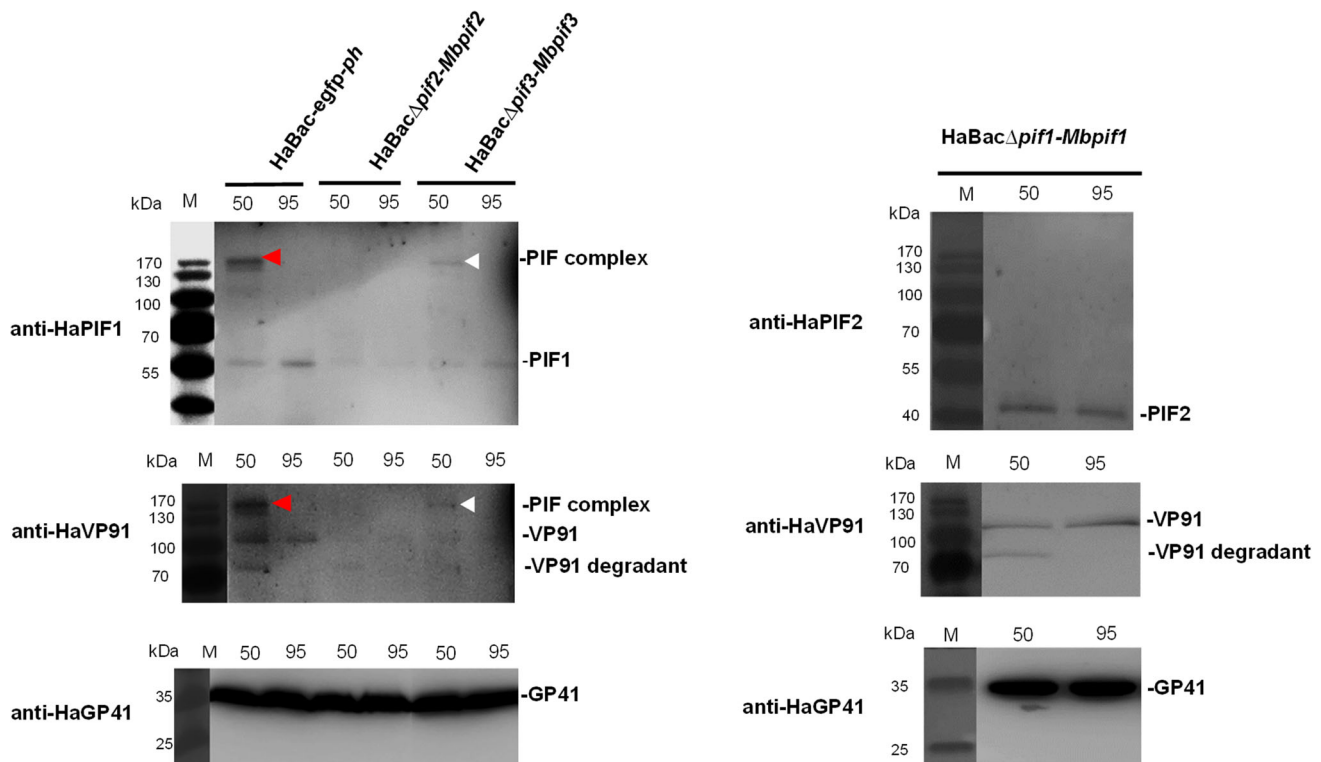 HaBac-egfp-ph
HaBacΔpif2-Mbpif2
HaBacΔpif3-Mbpif3
kDa M 50 95 50 95 50 95
170
130
100
70
55
anti-HaPIF1
-PIF complex
-PIF1
kDa M 50 95 50 95 50 95
170
130
100
70
anti-HaVP91
-PIF complex
-VP91
-VP91 degradant
kDa M 50 95 50 95 50 95
35
25
anti-HaGP41
-GP41
HaBacΔpif1-Mbpif1
M 50 95
kDa
170
130
100
70
55
40
anti-HaPIF2
-PIF2
kDa M 50 95
170
130
100
70
anti-HaVP91
-VP91
-VP91 degradant
kDa M 50 95
35
25
anti-HaGP41
-GP41